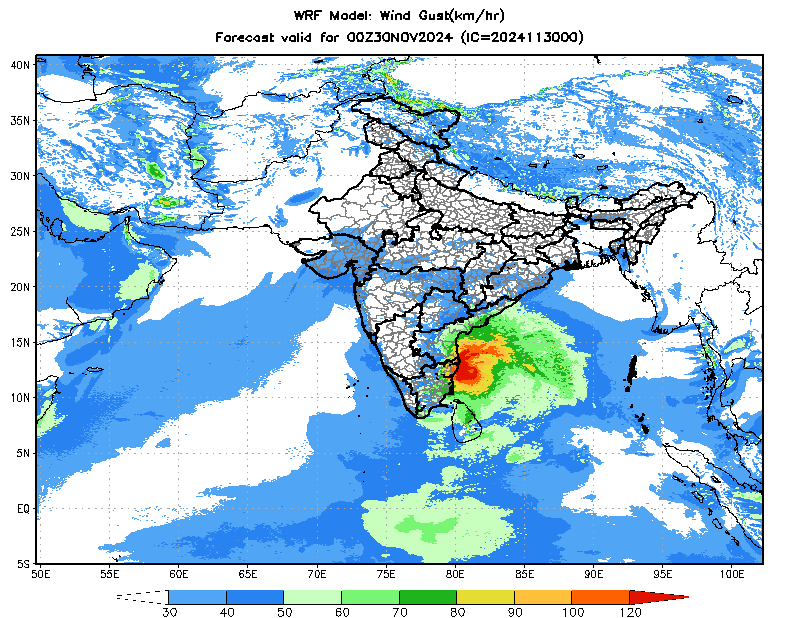 WRF Model: Wind Gust(km/hr)
Forecast valid for 00Z30NOV2024 (IC=2024113000)
40N
35N
30N
25N
20N
15N
10N
5N
EQ
5S
50E 55E 60E 65E 70E 75E 80E 85E 90E 95E 100E
30 40 50 60 70 80 90 100 120